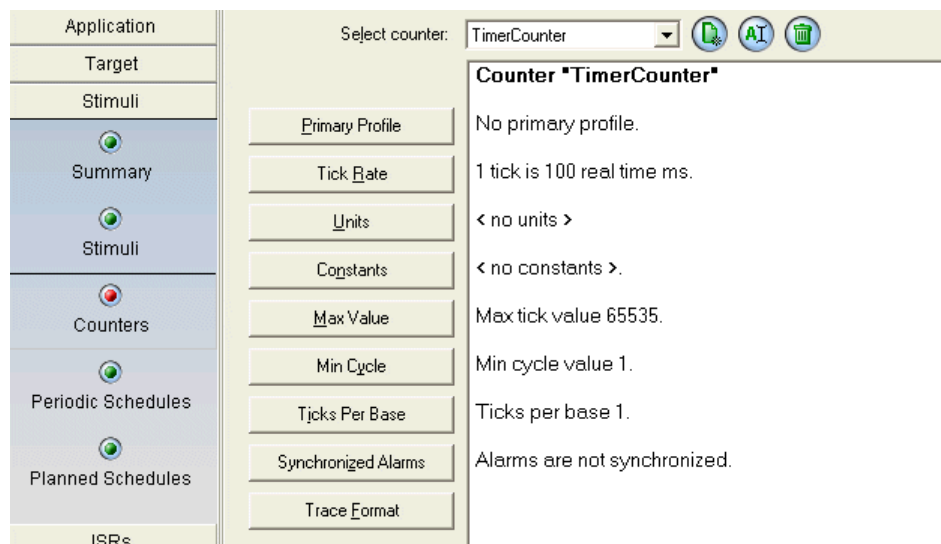 Application
Target
Stimuli
Summary
Stimuli
Counters
Periodic Schedules
Planned Schedules
ISRs
Select counter: TimerCounter
AI
Counter "TimerCounter"
Primary Profile No primary profile.
Tick Rate 1 tick is 100 real time ms.
Units < no units >
Constants < no constants >.
Max Value Max tick value 65535.
Min Cycle Min cycle value 1.
Ticks Per Base Ticks per base 1.
Synchronized Alarms Alarms are not synchronized.
Trace Format